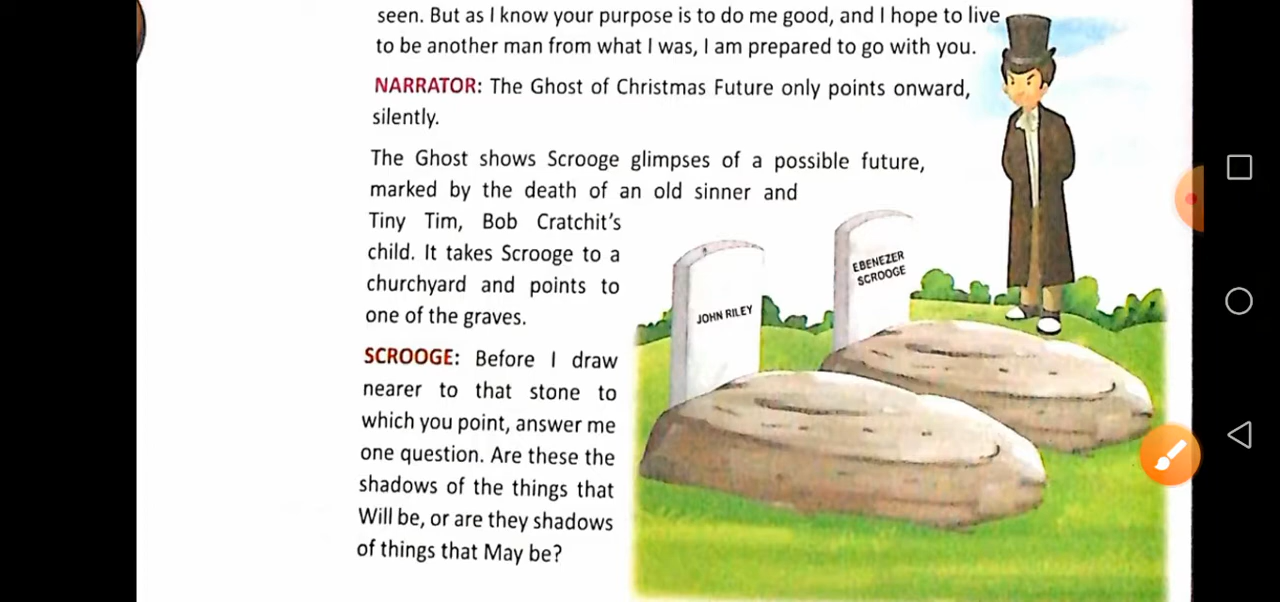 seen. But as I know your purpose is to do me good, and I hope to live
to be another man from what I was, I am prepared to go with you.
NARRATOR: The Ghost of Christmas Future only points onward,
silently.
The Ghost shows Scrooge glimpses of a possible future,
marked by the death of an old sinner and
Tiny Tim, Bob Cratchit's
child. It takes Scrooge to a
churchyard and points to
one of the graves.
SCROOGE: Before I draw
nearer to that stone to
which you point, answer me
one question. Are these the
shadows of the things that
Will be, or are they shadows
of things that May be?
JOHN RILEY
EBENEZER
SCROOGE